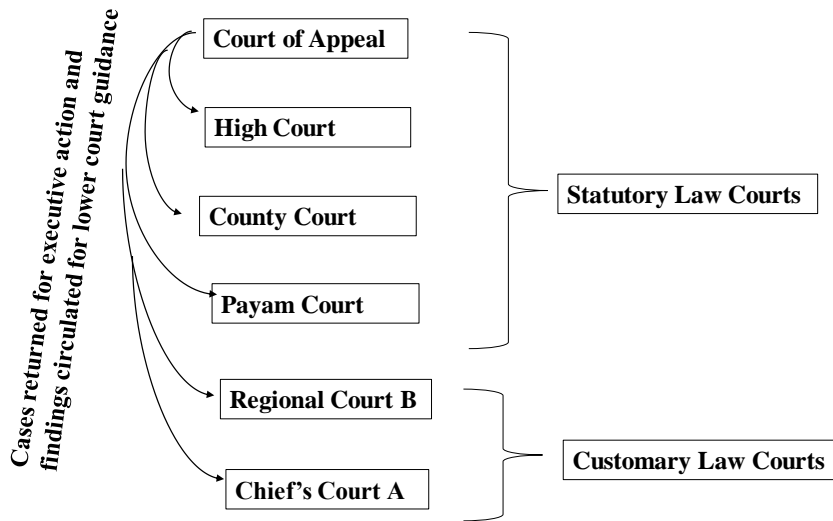 Cases returned for executive action and
findings circulated for lower court guidance
Court of Appeal
High Court
County Court
Payam Court
Regional Court B
Chief’s Court A
Statutory Law Courts
Customary Law Courts